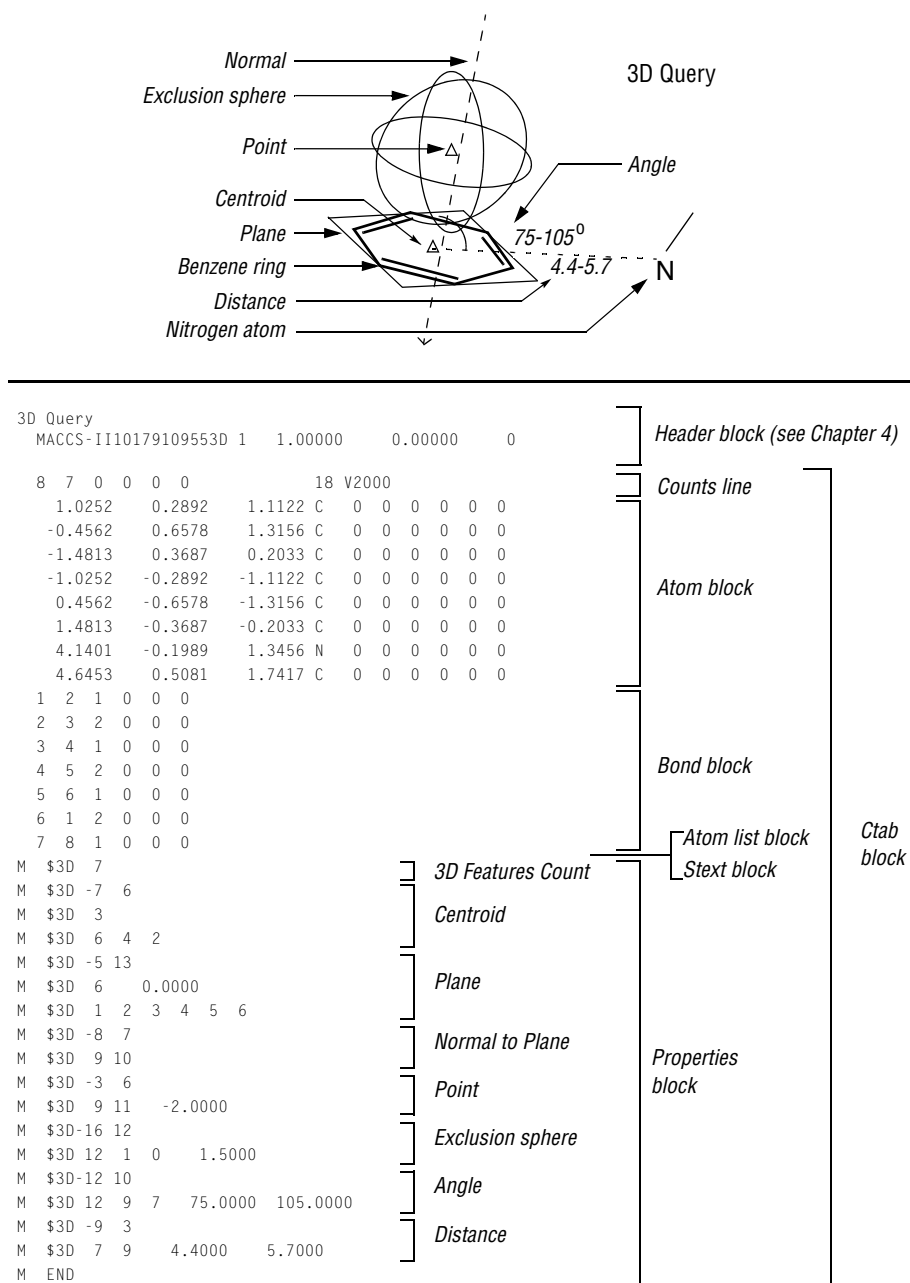 Normal
3D Query
Exclusion sphere
Point
Angle
Centroid
Plane
75-105⁰
Benzene ring
4.4-5.7
N
Distance
Nitrogen atom
3D Query
MACCS-II10179109553D 1 1.00000 0.00000 0
Header block (see Chapter 4)
8 7 0 0 0 0 18 V2000
Counts line
1.0252 0.2892 1.1122 C 0 0 0 0 0 0
-0.4562 0.6578 1.3156 C 0 0 0 0 0 0
-1.4813 0.3687 0.2033 C 0 0 0 0 0 0
-1.0252 -0.2892 -1.1122 C 0 0 0 0 0 0
0.4562 -0.6578 -1.3156 C 0 0 0 0 0 0
1.4813 -0.3687 -0.2033 C 0 0 0 0 0 0
4.1401 -0.1989 1.3456 N 0 0 0 0 0 0
4.6453 0.5081 1.7417 C 0 0 0 0 0 0
Atom block
1 2 1 0 0 0
2 3 2 0 0 0
3 4 1 0 0 0
4 5 2 0 0 0
5 6 1 0 0 0
6 1 2 0 0 0
7 8 1 0 0 0
Bond block
Atom list block
Stext block
Ctab
block
M $3D 7
3D Features Count
M $3D -7 6
M $3D 3
M $3D 6 4 2
Centroid
M $3D -5 13
M $3D 6 0.0000
M $3D 1 2 3 4 5 6
Plane
M $3D -8 7
M $3D 9 10
Normal to Plane
Properties
block
M $3D -3 6
M $3D 9 11 -2.0000
Point
M $3D-16 12
M $3D 12 1 0 1.5000
Exclusion sphere
M $3D-12 10
M $3D 12 9 7 75.0000 105.0000
Angle
M $3D -9 3
M $3D 7 9 4.4000 5.7000
Distance
M END